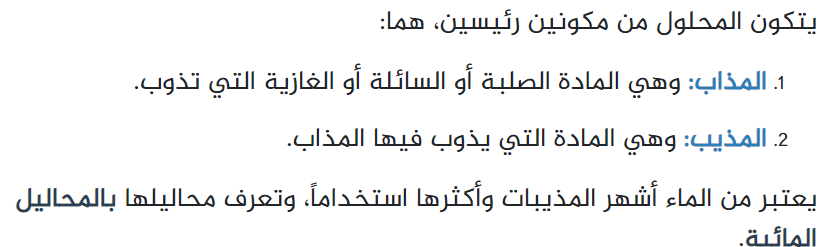 يتكون المحلول من مكونين رئيسين، هما:
1. المذاب: وهي المادة الصلبة أو السائلة أو الغازية التي تذوب.
2. المذيب: وهي المادة التي يذوب فيها المذاب.
يعتبر من الماء أشهر المذيبات وأكثرها استخداماً، وتعرف محاليلها بالمحاليل
المائية.